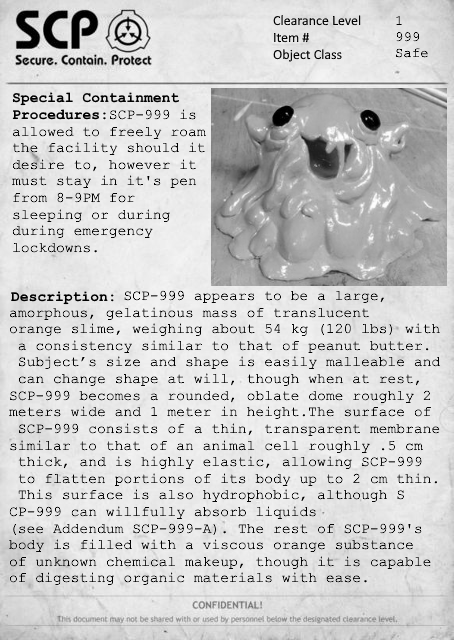 SCP
Secure. Contain. Protect
Clearance Level 1
Item # 999
Object Class Safe
Special Containment
Procedures:SCP-999 is
allowed to freely roam
the facility should it
desire to, however it
must stay in it's pen
from 8-9PM for
sleeping or during
during emergency
lockdowns.
Description: SCP-999 appears to be a large,
amorphous, gelatinous mass of translucent
orange slime, weighing about 54 kg (120 lbs) with
a consistency similar to that of peanut butter.
Subject's size and shape is easily malleable and
can change shape at will, though when at rest,
SCP-999 becomes a rounded, oblate dome roughly 2
meters wide and 1 meter in height.The surface of
SCP-999 consists of a thin, transparent membrane
similar to that of an animal cell roughly .5 cm
thick, and is highly elastic, allowing SCP-999
to flatten portions of its body up to 2 cm thin.
This surface is also hydrophobic, although S
CP-999 can willfully absorb liquids
(see Addendum SCP-999-A). The rest of SCP-999's
body is filled with a viscous orange substance
of unknown chemical makeup, though it is capable
of digesting organic materials with ease.
CONFIDENTIAL!
This document may not be shared with or used by personnel below the designated clearance level.